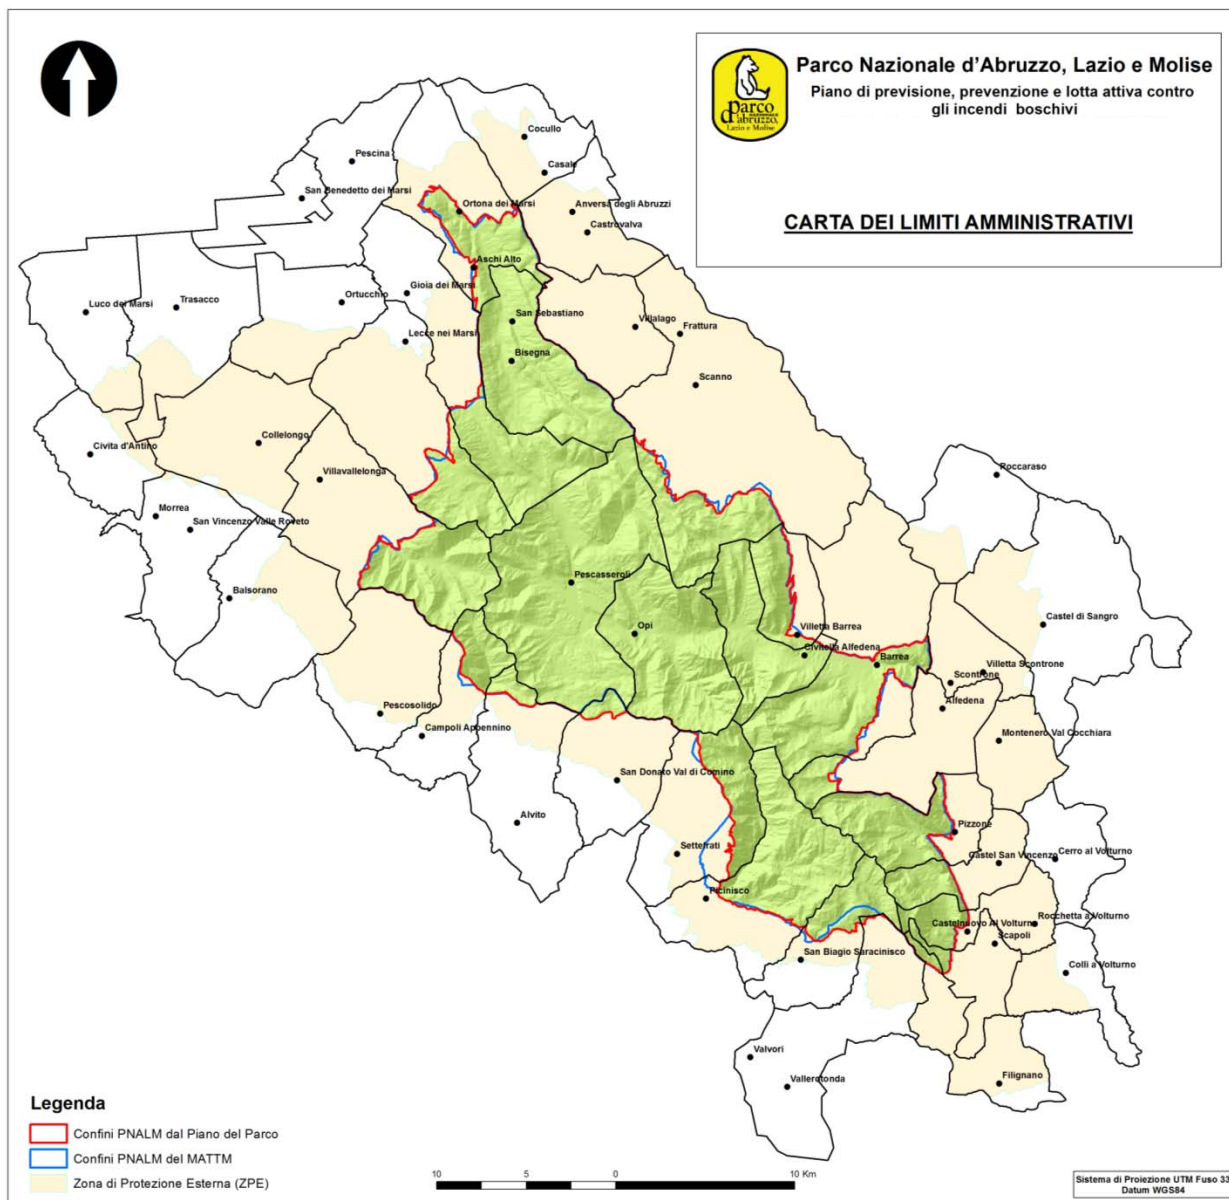 Parco Nazionale d'Abruzzo, Lazio e Molise
Piano di previsione, prevenzione e lotta attiva contro
gli incendi boschivi
Parco
NAZIONALE
d'abruzzo,
Lazio e Molise
CARTA DEI LIMITI AMMINISTRATIVI
Cocullo
Pescina
Casale
San Benedetto dei Marsi
Ortona dei Marsi
Anversa degli Abruzzi
Castrovalva
Aschi Alto
Gioia dei Marsi
Ortucchio
Trasacco
Luco dei Marsi
San Sebastiano
Villalago
Frattura
Lecce nei Marsi
Bisegna
Scanno
Collelongo
Civita d'Antino
Villavallelonga
Roccaraso
Morrea
San Vincenzo Valle Roveto
Pescasseroli
Balsorano
Castel di Sangro
Opi
Villetta Barrea
Civitella Alfedena
Barrea
Villetta Scontrone
Scontrone
Alfedena
Pescosolido
Campoli Appennino
Montenero Val Cocchiara
San Donato Val di Comino
Alvito
Pizzone
Settefrati
Castel San Vincenzo
Cerro al Volturno
Picinisco
Castelnuovo Al Volturno
Rocchetta a Volturno
Scapoli
San Biagio Saracinisco
Colli a Volturno
Valvori
Vallerotonda
Filignano
Legenda
Confini PNALM dal Piano del Parco
Confini PNALM del MATTM
Zona di Protezione Esterna (ZPE)
10 5 0 10 Km
Sistema di Proiezione UTM Fuso
Datum WGS84